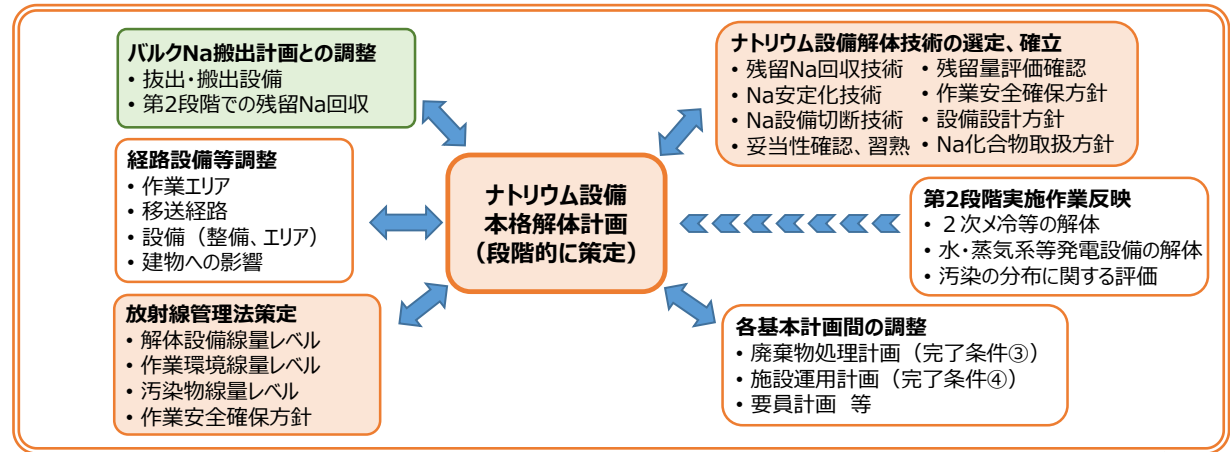 バルクNa搬出計画との調整
• 抜出・搬出設備
• 第2段階での残留Na回収
経路設備等調整
• 作業エリア
• 移送経路
• 設備（整備、エリア）
• 建物への影響
放射線管理法策定
• 解体設備線量レベル
• 作業環境線量レベル
• 汚染物線量レベル
• 作業安全確保方針
ナトリウム設備
本格解体計画
（段階的に策定）
ナトリウム設備解体技術の選定、確立
• 残留Na回収技術
• Na安定化技術
• Na設備切断技術
• 妥当性確認、習熟
• 残留量評価確認
• 作業安全確保方針
• 設備設計方針
• Na化合物取扱方針
第2段階実施作業反映
• ２次メ冷等の解体
• 水・蒸気系等発電設備の解体
• 汚染の分布に関する評価
各基本計画間の調整
• 廃棄物処理計画（完了条件③）
• 施設運用計画（完了条件④）
• 要員計画 等